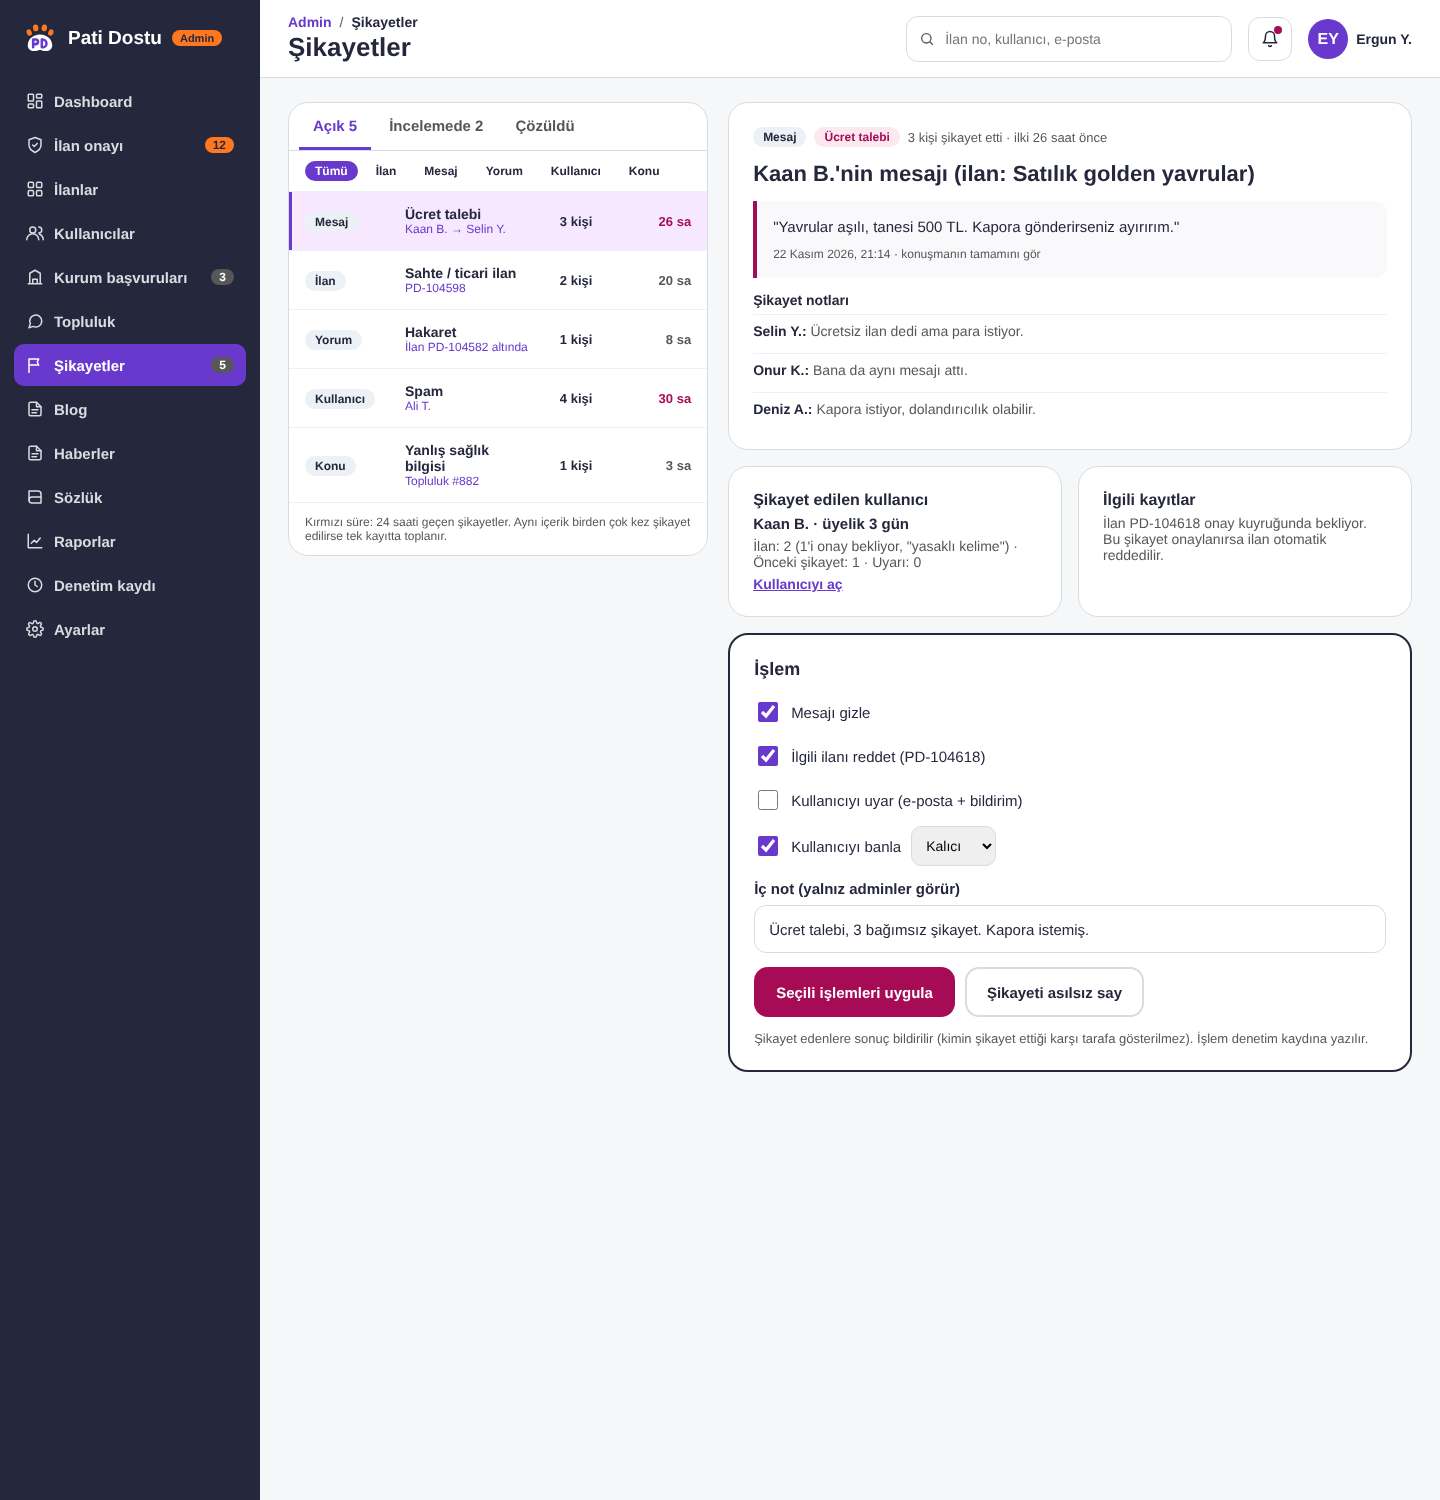 Pati Dostu Admin
Dashboard
İlan onayı 12
İlanlar
Kullanıcılar
Kurum başvuruları 3
Topluluk
Şikayetler 5
Blog
Haberler
Sözlük
Raporlar
Denetim kaydı
Ayarlar
Admin / Şikayetler
Şikayetler
İlan no, kullanıcı, e-posta
EY Ergun Y.
Açık 5 İncelemede 2 Çözüldü
Tümü İlan Mesaj Yorum Kullanıcı Konu
Mesaj Ücret talebi 3 kişi 26 sa
Kaan B. → Selin Y.
İlan Sahte / ticari ilan 2 kişi 20 sa
PD-104598
Yorum Hakaret 1 kişi 8 sa
İlan PD-104582 altında
Kullanıcı Spam 4 kişi 30 sa
Ali T.
Konu Yanlış sağlık bilgisi 1 kişi 3 sa
Topluluk #882
Kırmızı süre: 24 saati geçen şikayetler. Aynı içerik birden çok kez şikayet
edilirse tek kayıtta toplanır.
Mesaj Ücret talebi 3 kişi şikayet etti · ilki 26 saat önce
Kaan B.'nin mesajı (ilan: Satılık golden yavrular)
"Yavrular aşılı, tanesi 500 TL. Kapora gönderirseniz ayırırım."
22 Kasım 2026, 21:14 · konuşmanın tamamını gör
Şikayet notları
Selin Y.: Ücretsiz ilan dedi ama para istiyor.
Onur K.: Bana da aynı mesajı attı.
Deniz A.: Kapora istiyor, dolandırıcılık olabilir.
Şikayet edilen kullanıcı
Kaan B. · üyelik 3 gün
İlan: 2 (1'i onay bekliyor, "yasaklı kelime") ·
Önceki şikayet: 1 · Uyarı: 0
Kullanıcıyı aç
İlgili kayıtlar
İlan PD-104618 onay kuyruğunda bekliyor.
Bu şikayet onaylanırsa ilan otomatik
reddedilir.
İşlem
Mesajı gizle
İlgili ilanı reddet (PD-104618)
Kullanıcıyı uyar (e-posta + bildirim)
Kullanıcıyı banla Kalıcı
İç not (yalnız adminler görür)
Ücret talebi, 3 bağımsız şikayet. Kapora istemiş.
Seçili işlemleri uygula Şikayeti asılsız say
Şikayet edenlere sonuç bildirilir (kimin şikayet ettiği karşı tarafa gösterilmez). İşlem denetim kaydına yazılır.